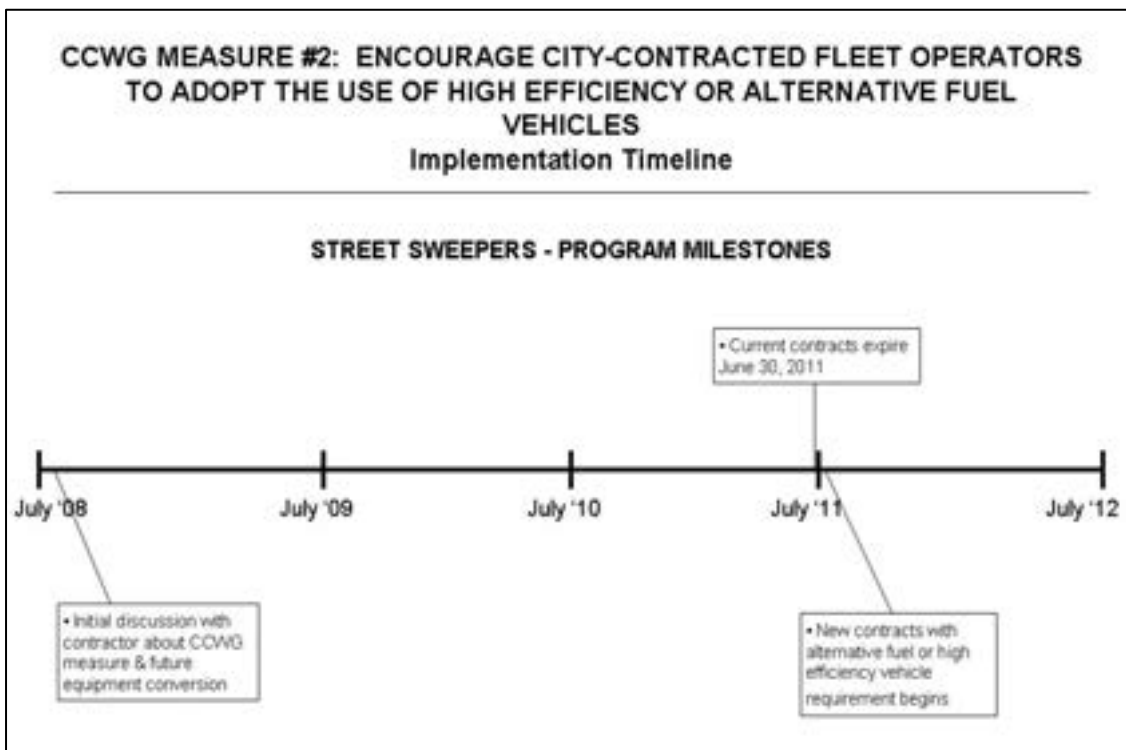 CCWG MEASURE #2: ENCOURAGE CITY-CONTRACTED FLEET OPERATORS
TO ADOPT THE USE OF HIGH EFFICIENCY OR ALTERNATIVE FUEL
VEHICLES
Implementation Timeline
STREET SWEEPERS - PROGRAM MILESTONES
• Current contracts expire
June 30, 2011
July '08
July '09
July '10
July '11
July '12
• Initial discussion with
contractor about CCWG
measure & future
equipment conversion
• New contracts with
alternative fuel or high
efficiency vehicle
requirement begins